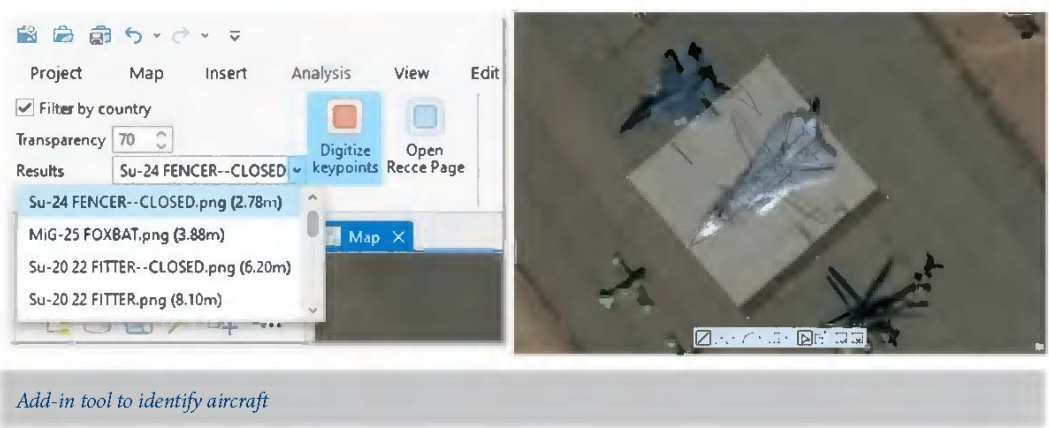 Project Map Insert Analysis View Edit
Filter by country
Transparency 70
Results Su-24 FENCER--CLOSED
Digitize keypoints
Open Recce Page
Su-24 FENCER--CLOSED.png (2.78m)
MiG-25 FOXBAT.png (3.88m)
Su-20 22 FITTER--CLOSED.png (6.20m)
Su-20 22 FITTER.png (8.10m)
Map
Add-in tool to identify aircraft